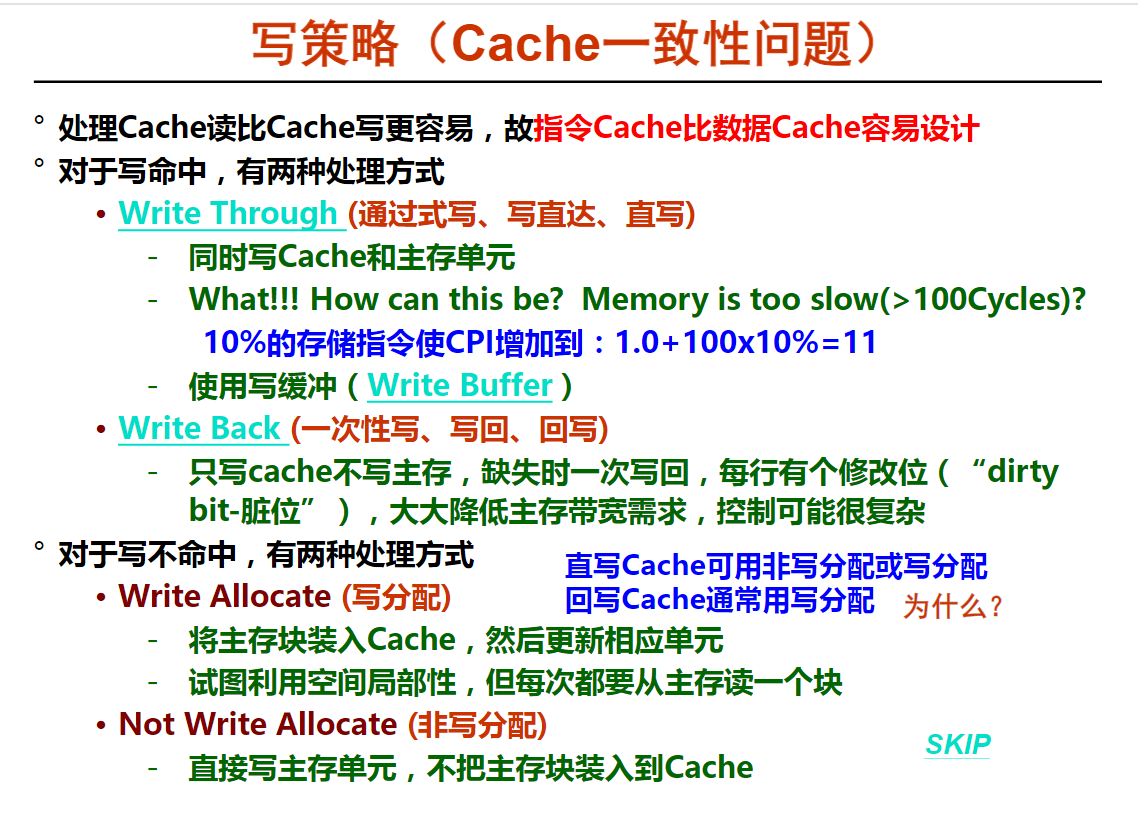 写策略（Cache一致性问题）
° 处理Cache读比Cache写更容易，故指令Cache比数据Cache容易设计
° 对于写命中，有两种处理方式
• Write Through (通过式写、写直达、直写)
- 同时写Cache和主存单元
- What!!! How can this be? Memory is too slow(>100Cycles)?
10%的存储指令使CPI增加到：1.0+100x10%=11
- 使用写缓冲（Write Buffer）
• Write Back (一次性写、写回、回写)
- 只写cache不写主存，缺失时一次写回，每行有个修改位（“dirty
bit-脏位”），大大降低主存带宽需求，控制可能很复杂
° 对于写不命中，有两种处理方式
直写Cache可用非写分配或写分配
回写Cache通常用写分配 为什么？
• Write Allocate (写分配)
- 将主存块装入Cache，然后更新相应单元
- 试图利用空间局部性，但每次都要从主存读一个块
• Not Write Allocate (非写分配)
- 直接写主存单元，不把主存块装入到Cache
SKIP